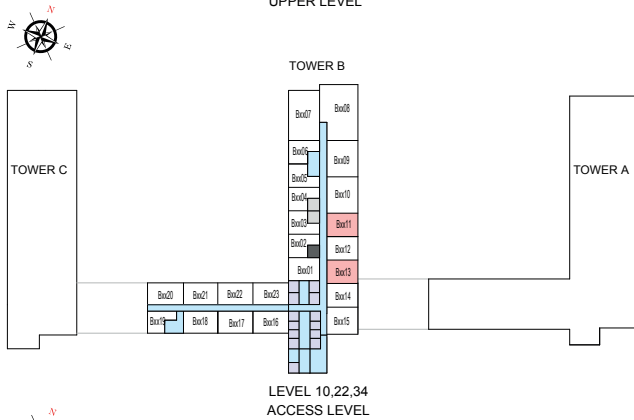 UPPER LEVEL
N
W
E
S
TOWER B
Bxx07
Bxx08
Bxx06
Bxx09
Bxx05
TOWER C
TOWER A
Bxx04
Bxx10
Bxx03
Bxx11
Bxx02
Bxx12
Bxx01
Bxx13
Bxx20
Bxx21
Bxx22
Bxx23
Bxx14
Bxx19
Bxx18
Bxx17
Bxx16
Bxx15
LEVEL 10,22,34
ACCESS LEVEL
N